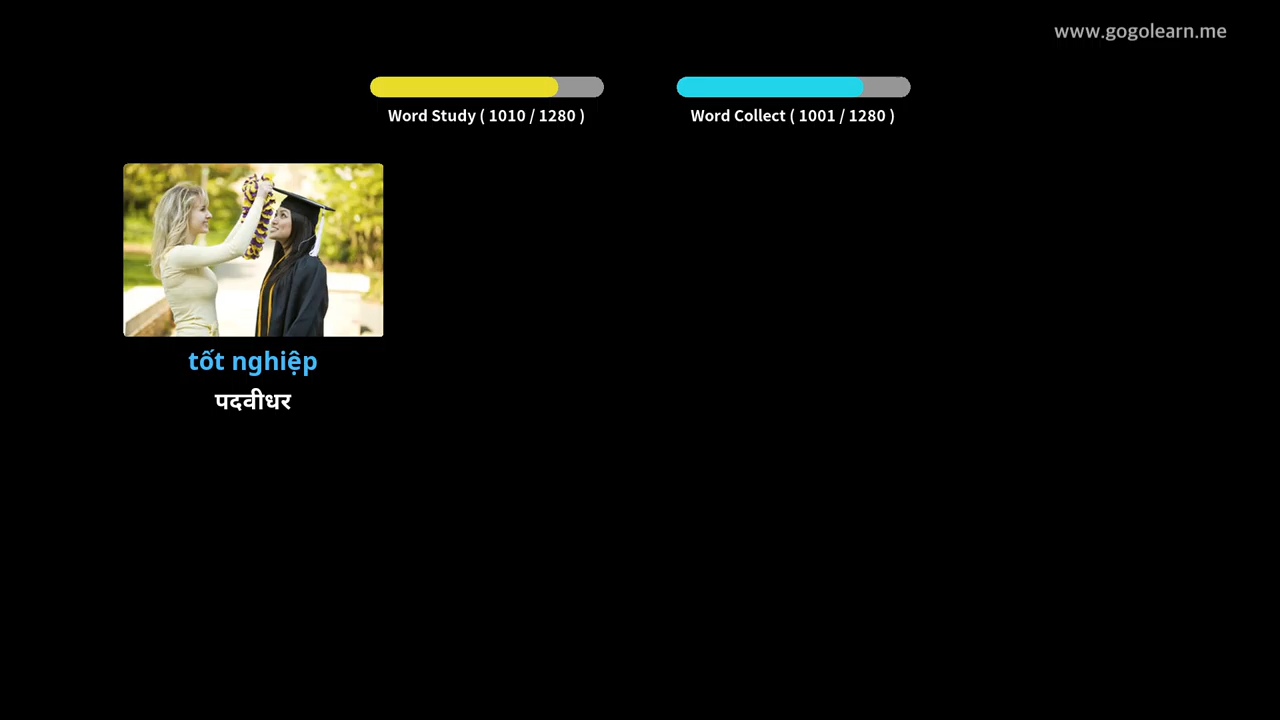 www.gogolearn.me
Word Study ( 1010 / 1280 )
Word Collect ( 1001 / 1280 )
tốt nghiệp
पदवीधर